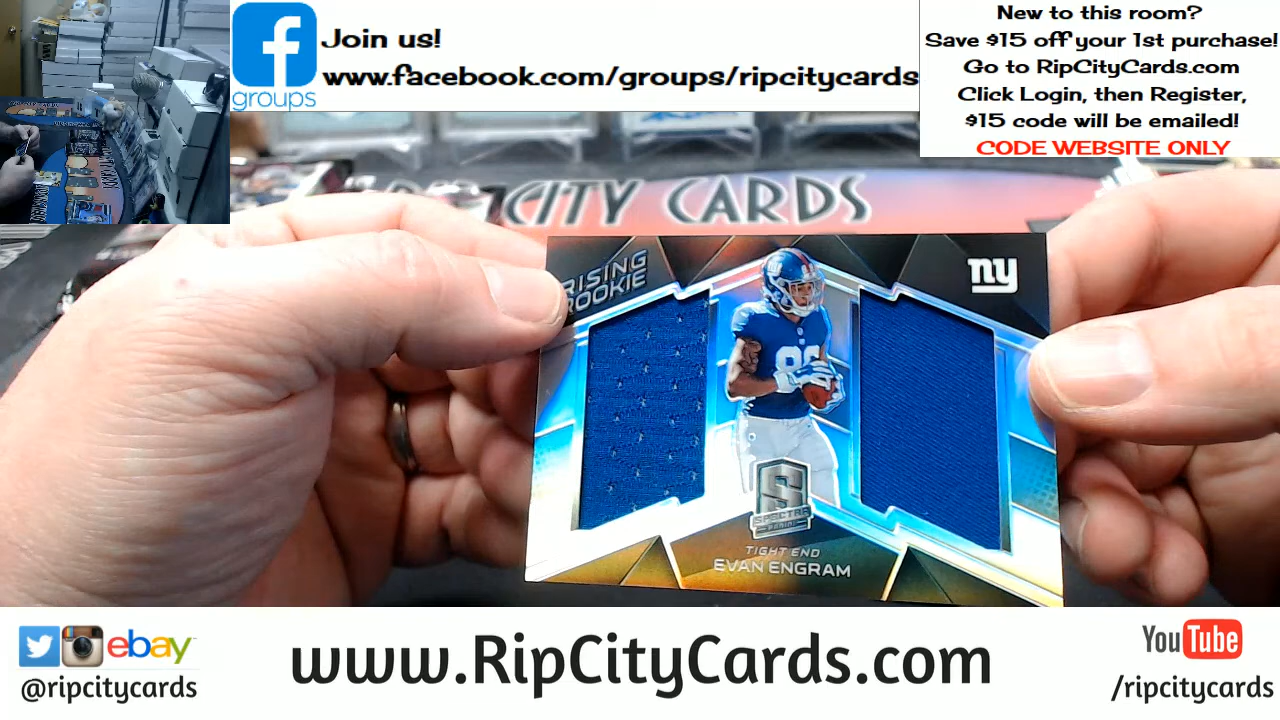 Join us!
www.facebook.com/groups/ripcitycards
groups
New to this room?
Save $15 off your 1st purchase!
Go to RipCityCards.com
Click Login, then Register,
$15 code will be emailed!
CODE WEBSITE ONLY
CITY CARDS
RISING
ROOKIE
ny
S
SPECTRA
PANINI
TIGHT END
EVAN ENGRAM
ebay
@ripcitycards
www.RipCityCards.com
YouTube
/ripcitycards